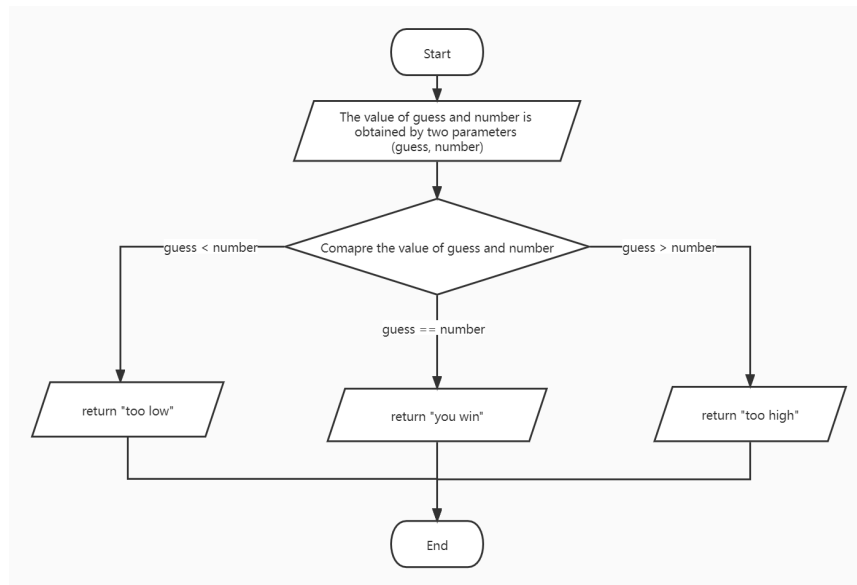 Start
The value of guess and number is
obtained by two parameters
(guess, number)
guess < number
Comapre the value of guess and number
guess > number
guess == number
return "too low"
return "you win"
return "too high"
End